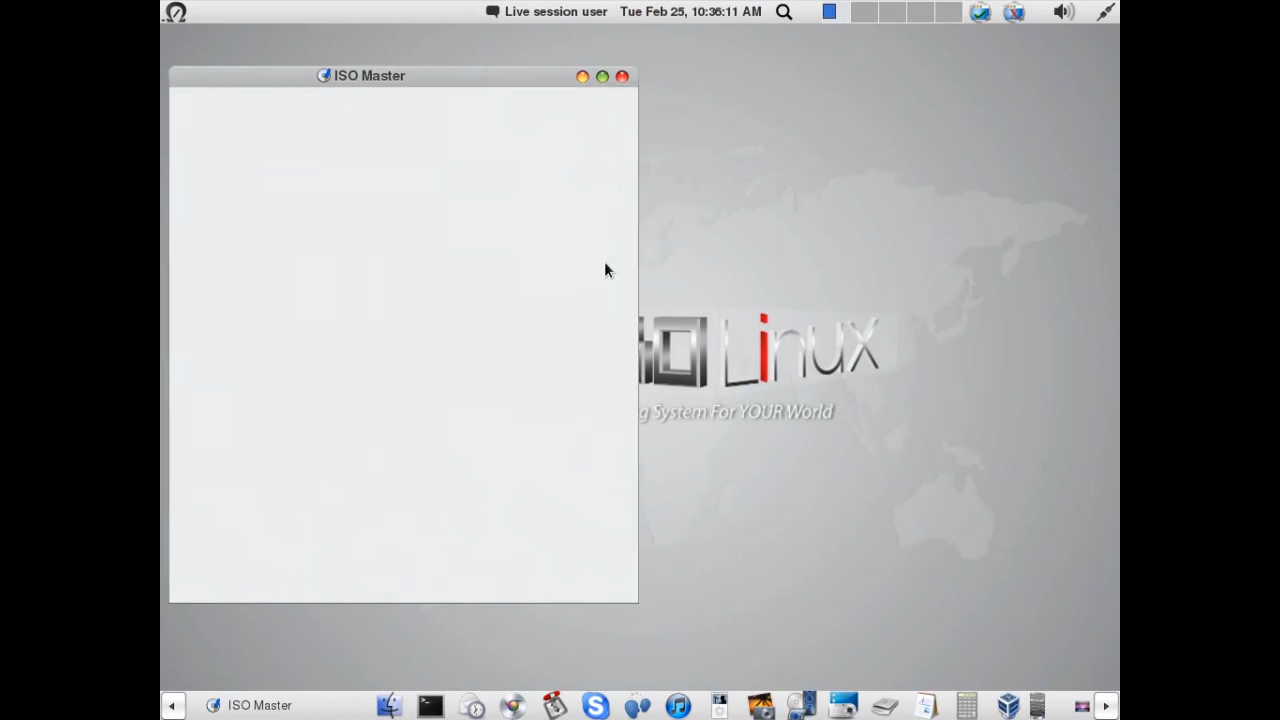 Live session user Tue Feb 25, 10:36:11 AM
ISO Master
Linux
System For YOUR World
ISO Master